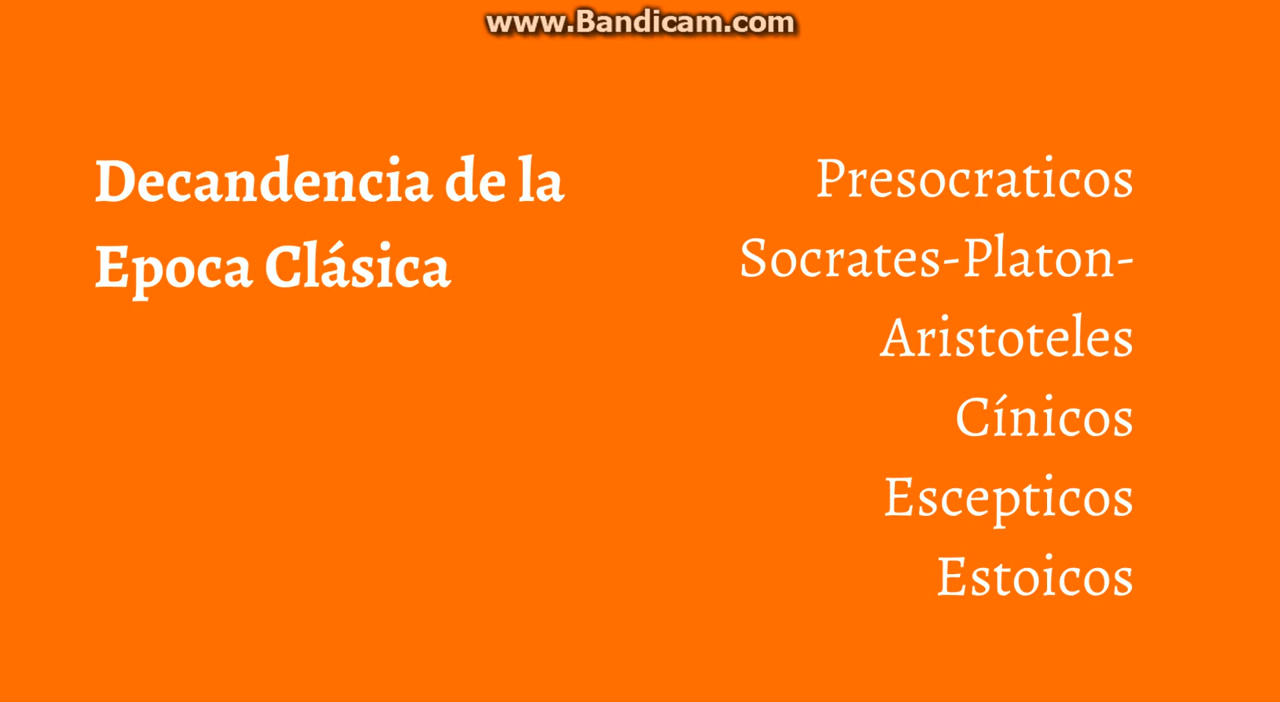 www.Bandicam.com
Decandencia de la
Epoca Clásica
Presocraticos
Socrates-Platon-
Aristoteles
Cínicos
Escepticos
Estoicos